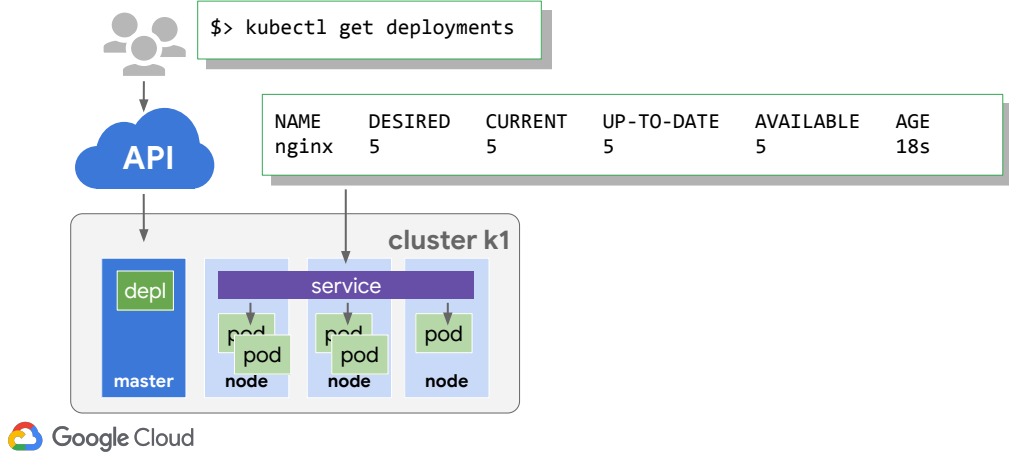 $> kubectl get deployments
NAME DESIRED CURRENT UP-TO-DATE AVAILABLE AGE
nginx 5 5 5 5 18s
API
cluster k1
depl
service
pod
pod
pod
pod
pod
master
node
node
node
Google Cloud